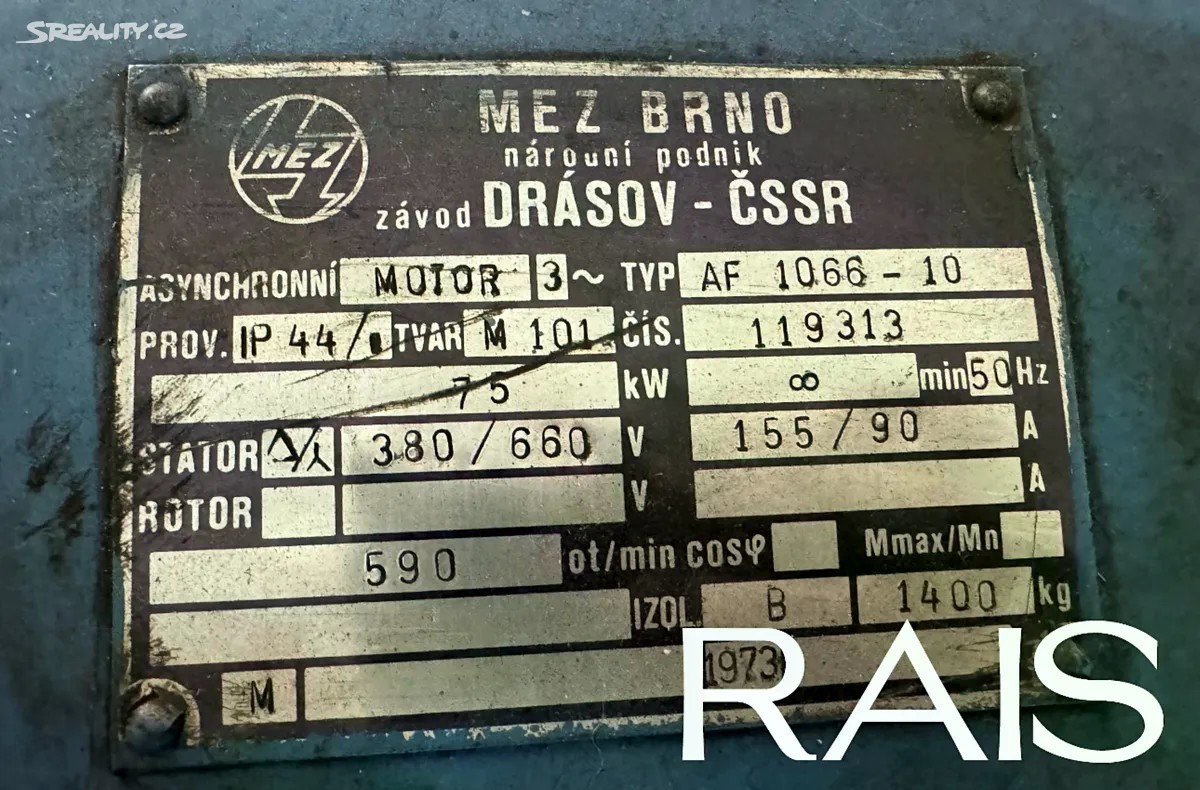 SREALITY.CZ
MEZ BRNO
MEZ
národní podnik
závod DRÁSOV - ČSSR
ASYNCHRONNÍ MOTOR 3~ TYP AF 1066-10
PROV. IP 44/ TVAR M 101 ČÍS. 119313
75 kW ∞ min 50 Hz
STATOR Δ/Y 380/660 V 155/90 A
ROTOR V A
590 ot/min cosφ Mmax/Mn
IZOL. B 1400 kg
M 1973
RAIS